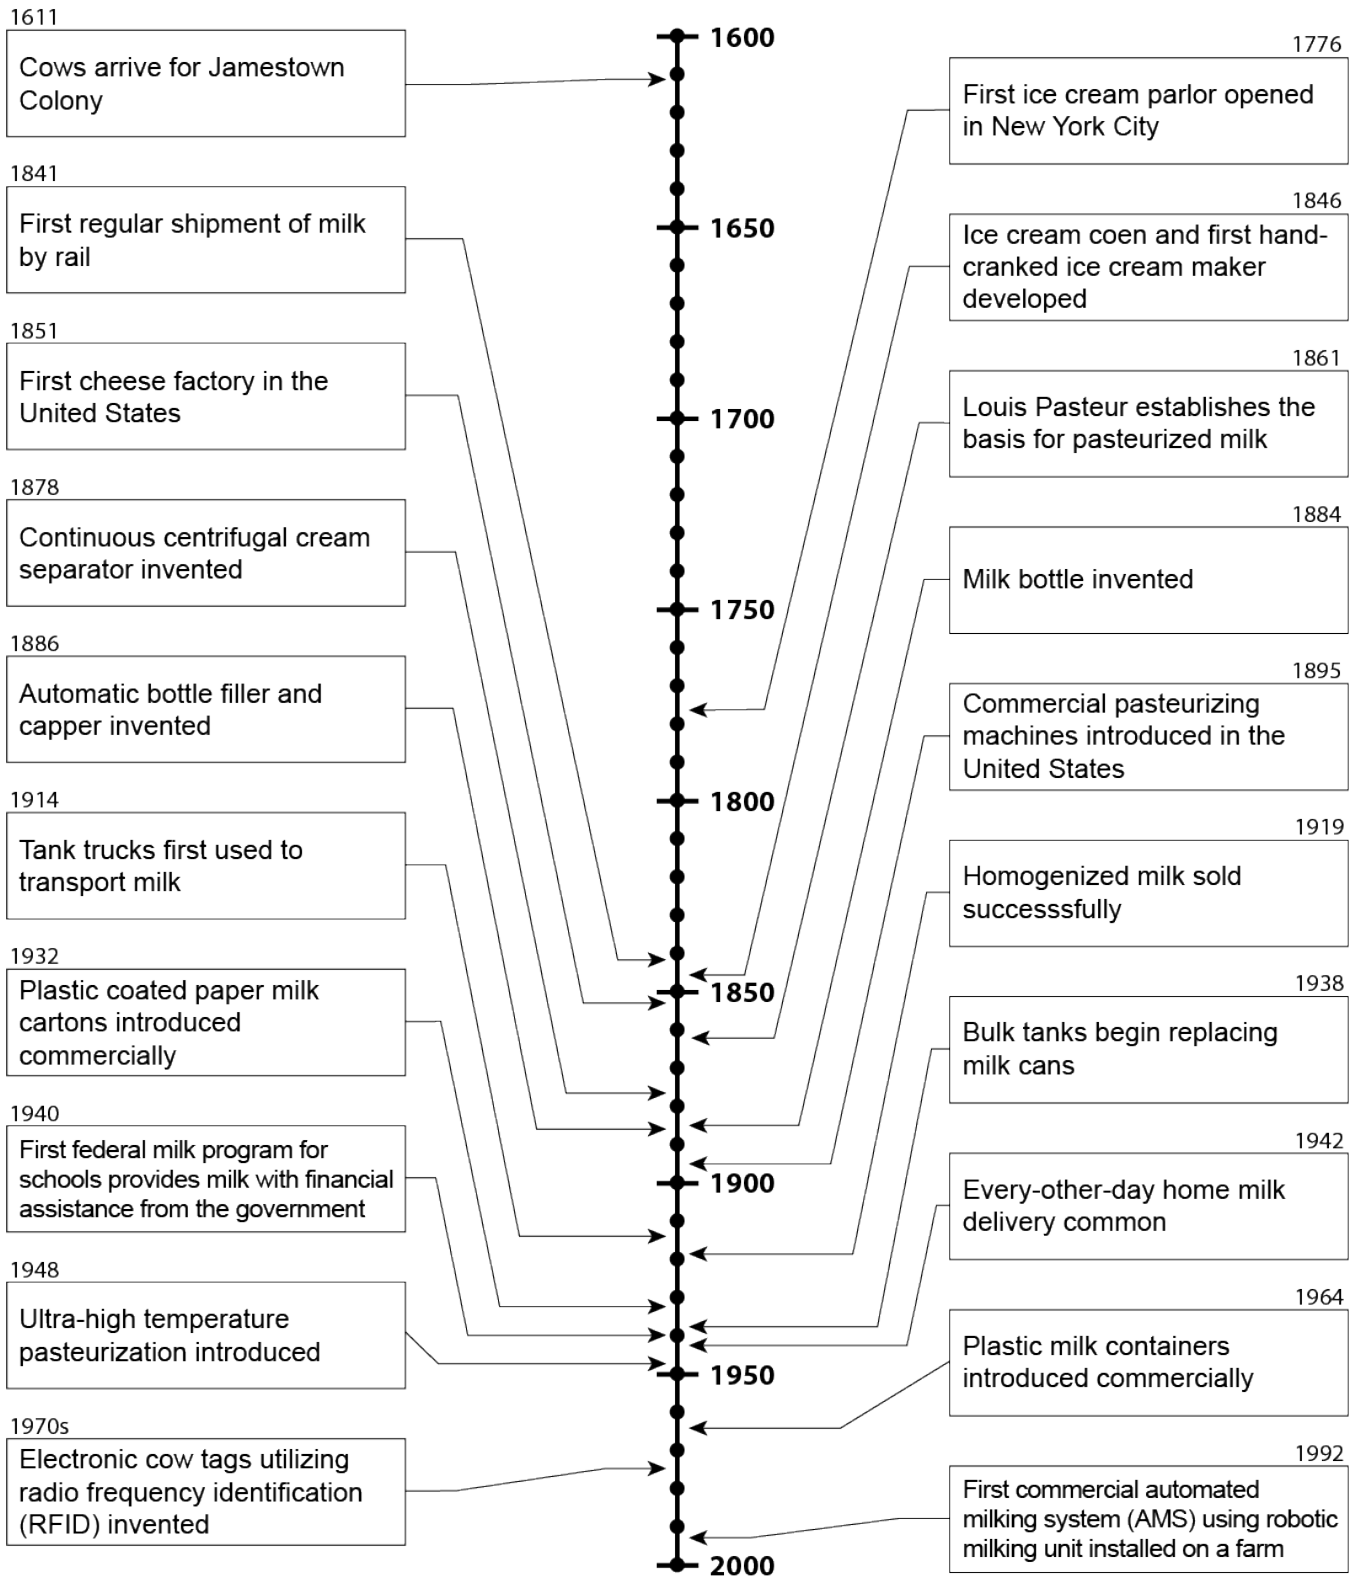 1611
Cows arrive for Jamestown
Colony
1841
First regular shipment of milk
by rail
1851
First cheese factory in the
United States
1878
Continuous centrifugal cream
separator invented
1886
Automatic bottle filler and
capper invented
1914
Tank trucks first used to
transport milk
1932
Plastic coated paper milk
cartons introduced
commercially
1940
First federal milk program for
schools provides milk with financial
assistance from the government
1948
Ultra-high temperature
pasteurization introduced
1970s
Electronic cow tags utilizing
radio frequency identification
(RFID) invented
1600
1650
1700
1750
1800
1850
1900
1950
2000
1776
First ice cream parlor opened
in New York City
1846
Ice cream coen and first hand-
cranked ice cream maker
developed
1861
Louis Pasteur establishes the
basis for pasteurized milk
1884
Milk bottle invented
1895
Commercial pasteurizing
machines introduced in the
United States
1919
Homogenized milk sold
successsfully
1938
Bulk tanks begin replacing
milk cans
1942
Every-other-day home milk
delivery common
1964
Plastic milk containers
introduced commercially
1992
First commercial automated
milking system (AMS) using robotic
milking unit installed on a farm